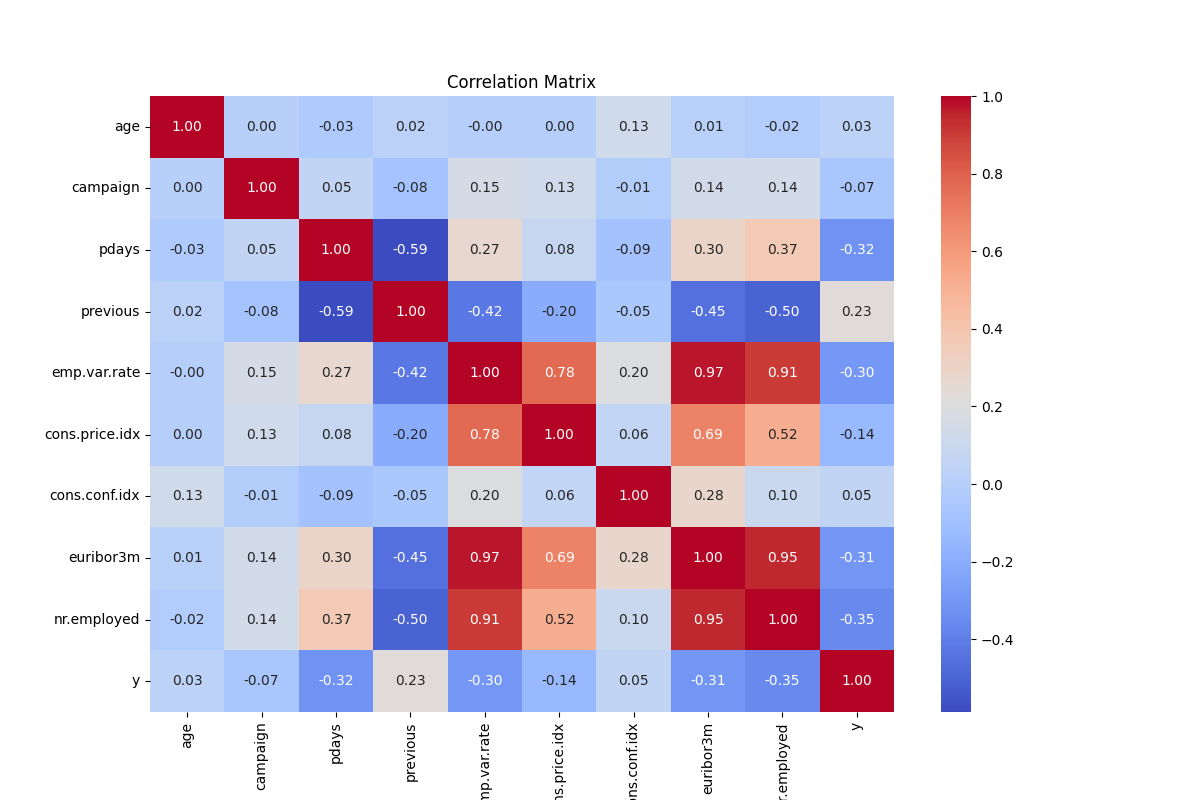 Correlation Matrix
age 1.00 0.00 -0.03 0.02 -0.00 0.00 0.13 0.01 -0.02 0.03
campaign 0.00 1.00 0.05 -0.08 0.15 0.13 -0.01 0.14 0.14 -0.07
pdays -0.03 0.05 1.00 -0.59 0.27 0.08 -0.09 0.30 0.37 -0.32
previous 0.02 -0.08 -0.59 1.00 -0.42 -0.20 -0.05 -0.45 -0.50 0.23
emp.var.rate -0.00 0.15 0.27 -0.42 1.00 0.78 0.20 0.97 0.91 -0.30
cons.price.idx 0.00 0.13 0.08 -0.20 0.78 1.00 0.06 0.69 0.52 -0.14
cons.conf.idx 0.13 -0.01 -0.09 -0.05 0.20 0.06 1.00 0.28 0.10 0.05
euribor3m 0.01 0.14 0.30 -0.45 0.97 0.69 0.28 1.00 0.95 -0.31
nr.employed -0.02 0.14 0.37 -0.50 0.91 0.52 0.10 0.95 1.00 -0.35
y 0.03 -0.07 -0.32 0.23 -0.30 -0.14 0.05 -0.31 -0.35 1.00
age
campaign
pdays
previous
mp.var.rate
ns.price.idx
ons.conf.idx
euribor3m
r.employed
y
1.0
0.8
0.6
0.4
0.2
0.0
−0.2
−0.4